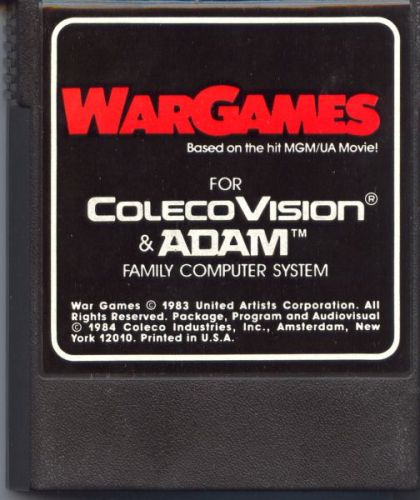 WARGAMES
Based on the hit MGM/UA Movie!
FOR
COLECOVISION®
& ADAM™
FAMILY COMPUTER SYSTEM
War Games © 1983 United Artists Corporation. All
Rights Reserved. Package, Program and Audiovisual
© 1984 Coleco Industries, Inc., Amsterdam, New
York 12010. Printed in U.S.A.